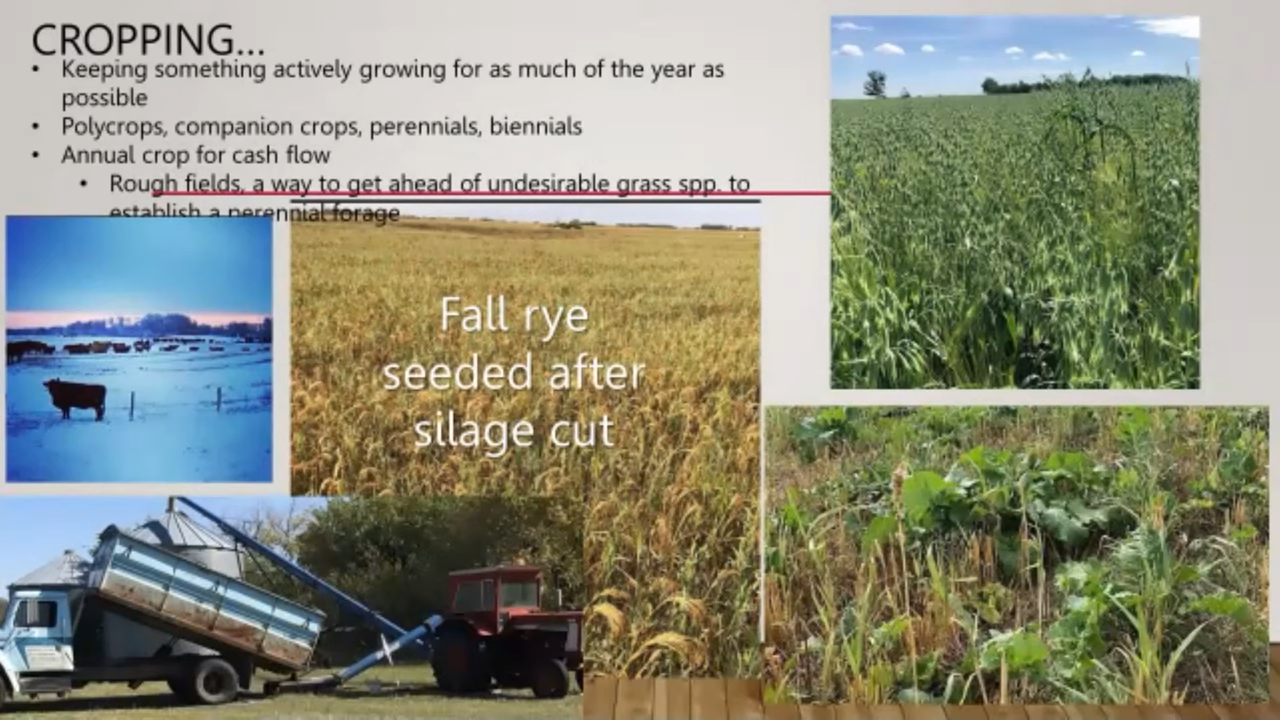 CROPPING...
• Keeping something actively growing for as much of the year as
possible
• Polycrops, companion crops, perennials, biennials
• Annual crop for cash flow
• Rough fields, a way to get ahead of undesirable grass spp. to
establish a perennial forage
Fall rye
seeded after
silage cut